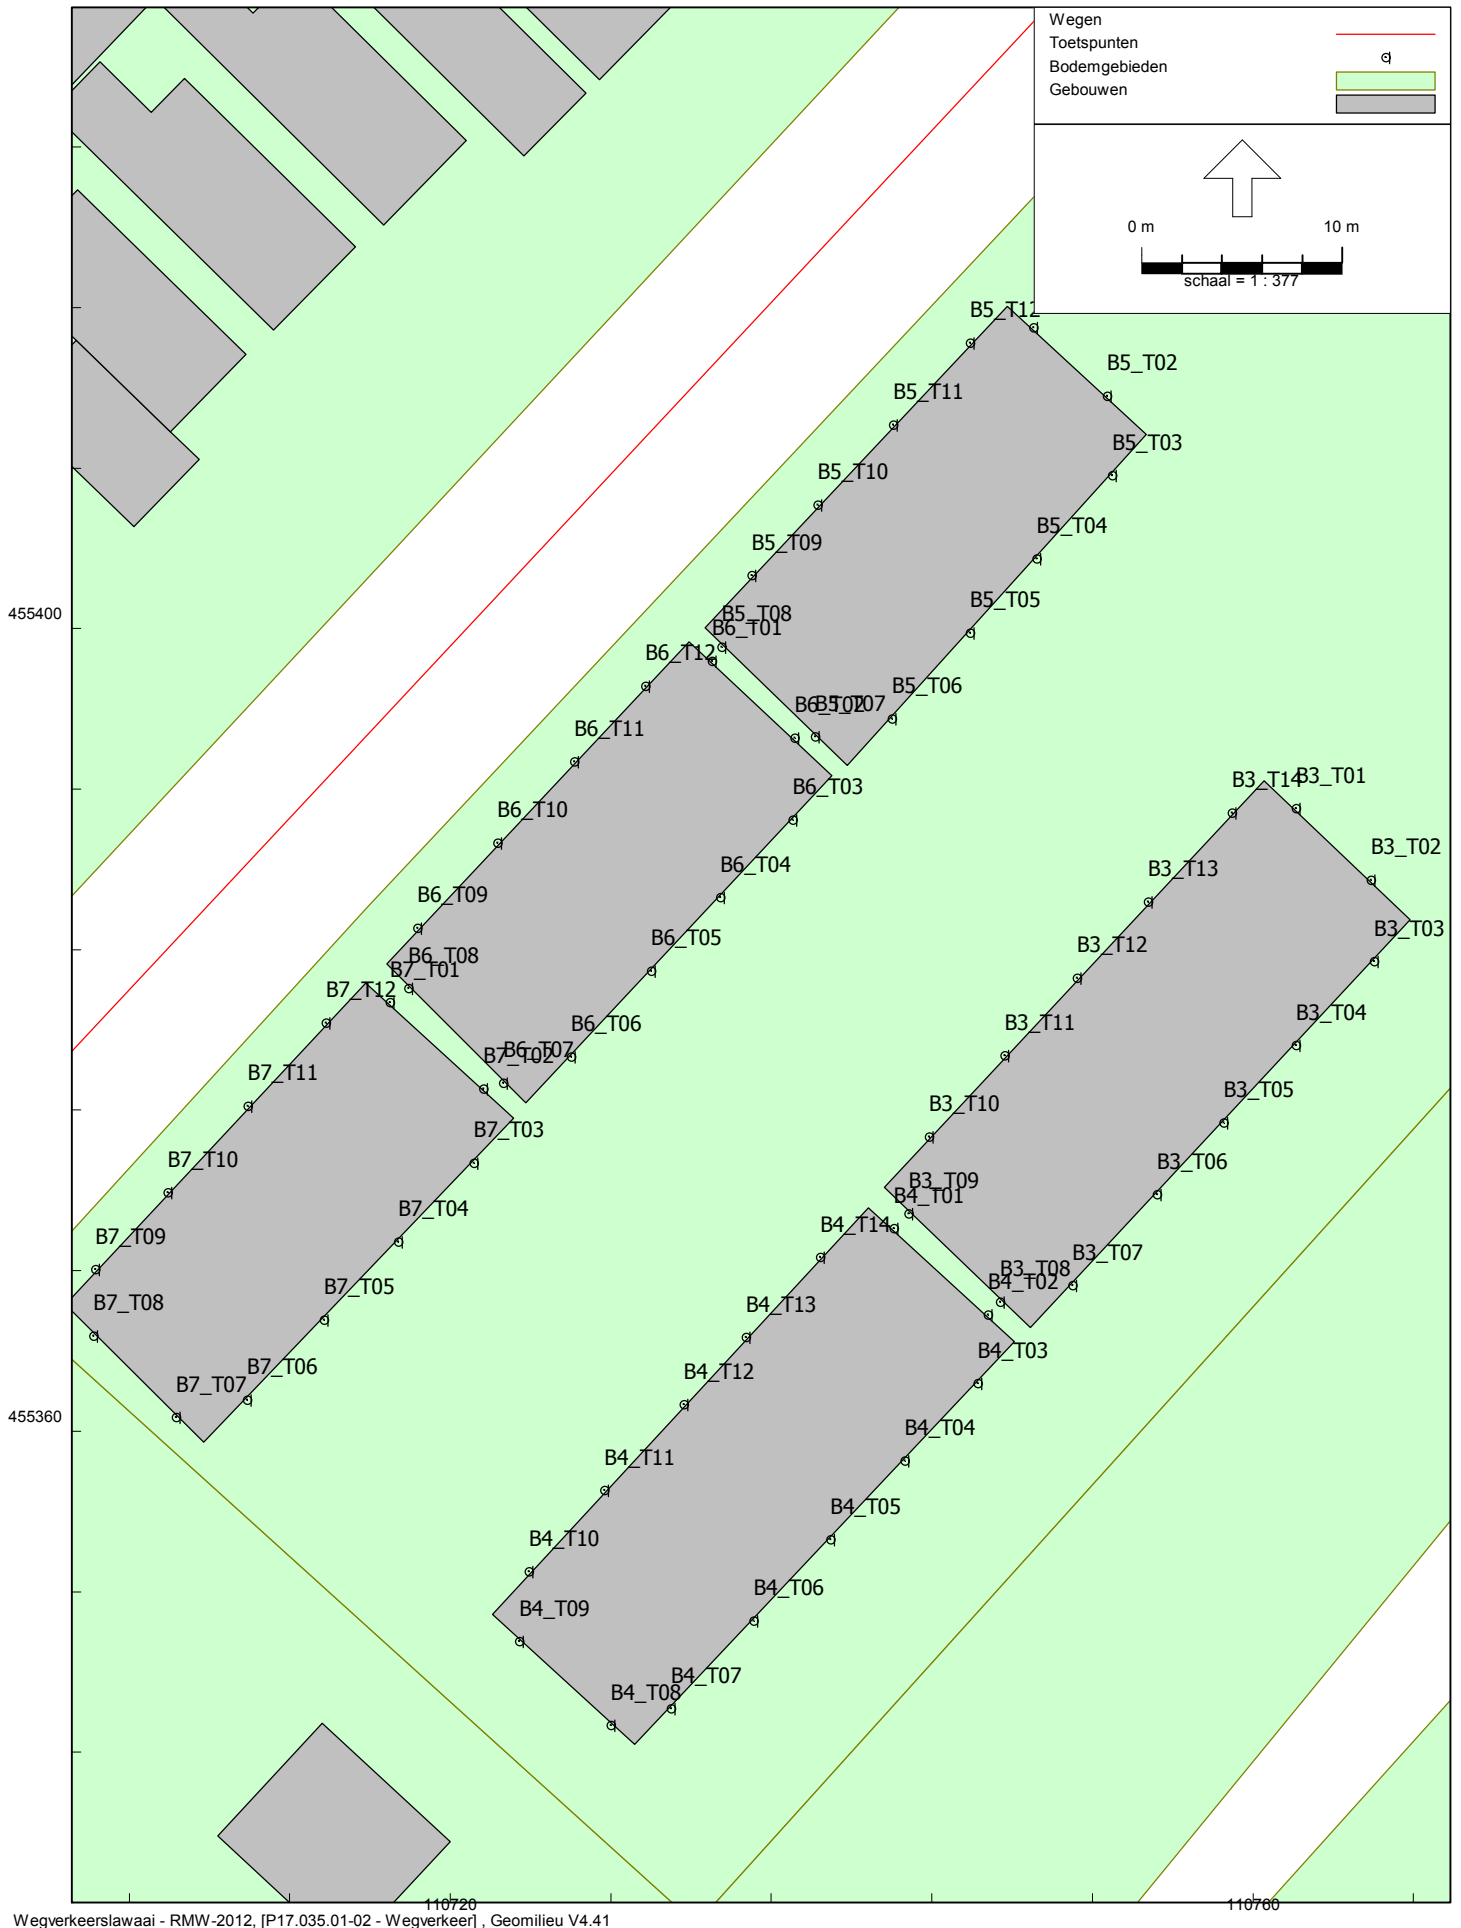 Wegen
Toetspunten
Bodemgebieden
Gebouwen
0 m
10 m
schaal = 1 : 377
B5_T12
B5_T02
B5_T11
B5_T03
B5_T10
B5_T04
B5_T09
455400
B5_T08
B5_T05
B6_T01
B6_T12
B5_T06
B6_T02
B5_T07
B6_T11
B3_T01
B3_T14
B6_T03
B6_T10
B3_T02
B6_T04
B3_T13
B6_T09
B3_T03
B3_T12
B6_T05
B6_T08
B7_T01
B7_T12
B6_T06
B3_T11
B3_T04
B7_T02
B6_T07
B7_T11
B3_T10
B3_T05
B7_T03
B7_T10
B3_T06
B3_T09
B4_T01
B7_T04
B7_T09
B4_T14
B3_T07
B3_T08
B4_T02
B7_T08
B7_T05
B4_T13
B4_T03
B7_T06
B4_T12
B7_T07
455360
B4_T04
B4_T11
B4_T05
B4_T10
B4_T06
B4_T09
B4_T07
B4_T08
110720
110760
Wegverkeerslawaai - RMW-2012, [P17.035.01-02 - Wegverkeer] , Geomilieu V4.41